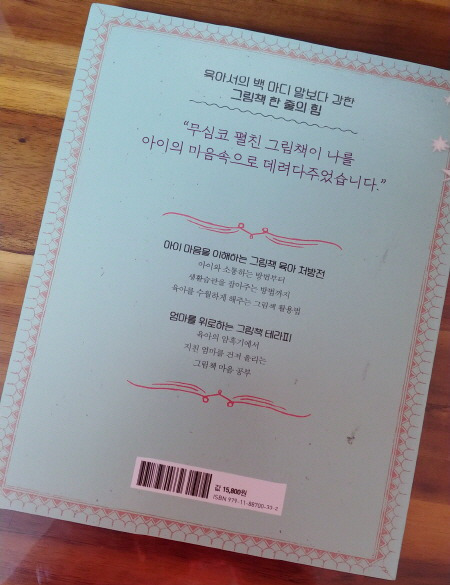 육아서의 백 마디 말보다 강한
그림책 한 줄의 힘
“무심코 펼친 그림책이 나를
아이의 마음속으로 데려다주었습니다.”
아이 마음을 이해하는 그림책 육아 처방전
아이와 소통하는 방법부터
생활습관을 잡아주는 방법까지
육아를 수월하게 해주는 그림책 활용법
엄마를 위로하는 그림책 테라피
육아의 암흑기에서
지친 엄마를 건져 올리는
그림책 마음 공부
값 15,800원
ISBN 979-11-88700-39-2